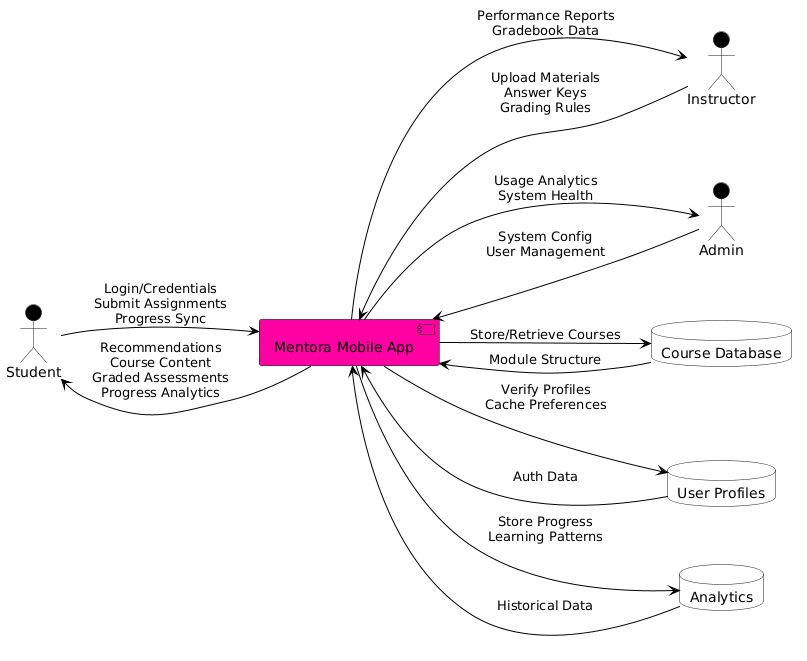 Performance Reports
Gradebook Data
Instructor
Upload Materials
Answer Keys
Grading Rules
Usage Analytics
System Health
Admin
System Config
User Management
Login/Credentials
Submit Assignments
Progress Sync
Student
Recommendations
Course Content
Graded Assessments
Progress Analytics
Mentora Mobile App
Store/Retrieve Courses
Course Database
Module Structure
Verify Profiles
Cache Preferences
Auth Data
User Profiles
Store Progress
Learning Patterns
Analytics
Historical Data